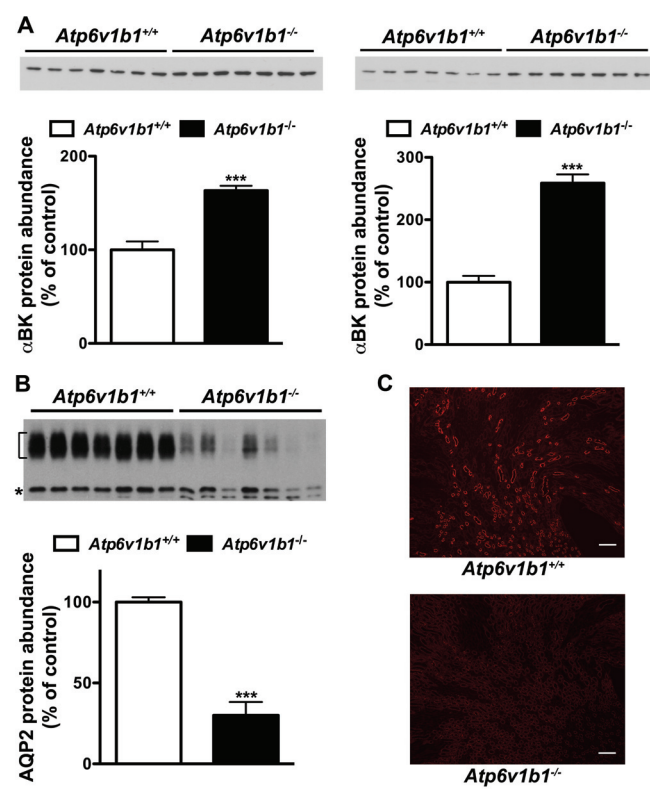 A
Atp6v1b1+/+ Atp6v1b1-/- Atp6v1b1+/+ Atp6v1b1-/-
Atp6v1b1+/+ Atp6v1b1-/- Atp6v1b1+/+ Atp6v1b1-/-
αBK protein abundance
(% of control)
200
100
0
***
αBK protein abundance
(% of control)
300
200
100
0
***
B
Atp6v1b1+/+ Atp6v1b1-/-
*
Atp6v1b1+/+ Atp6v1b1-/-
AQP2 protein abundance
(% of control)
100
50
0
***
C
Atp6v1b1+/+
Atp6v1b1-/-